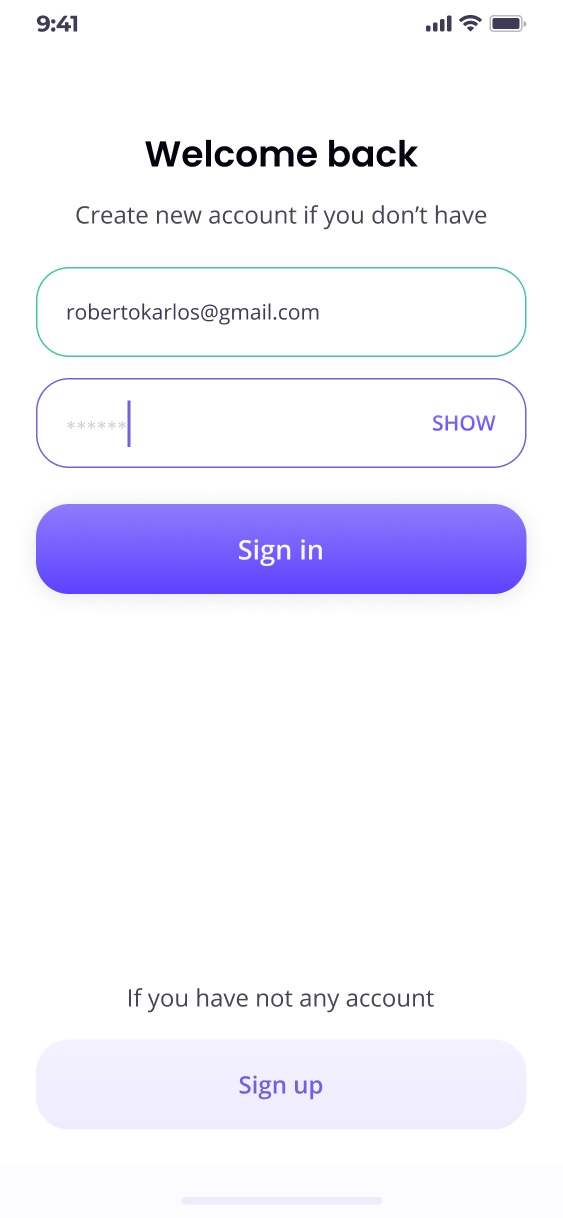 9:41
Welcome back
Create new account if you don’t have
robertokarlos@gmail.com
******
SHOW
Sign in
If you have not any account
Sign up